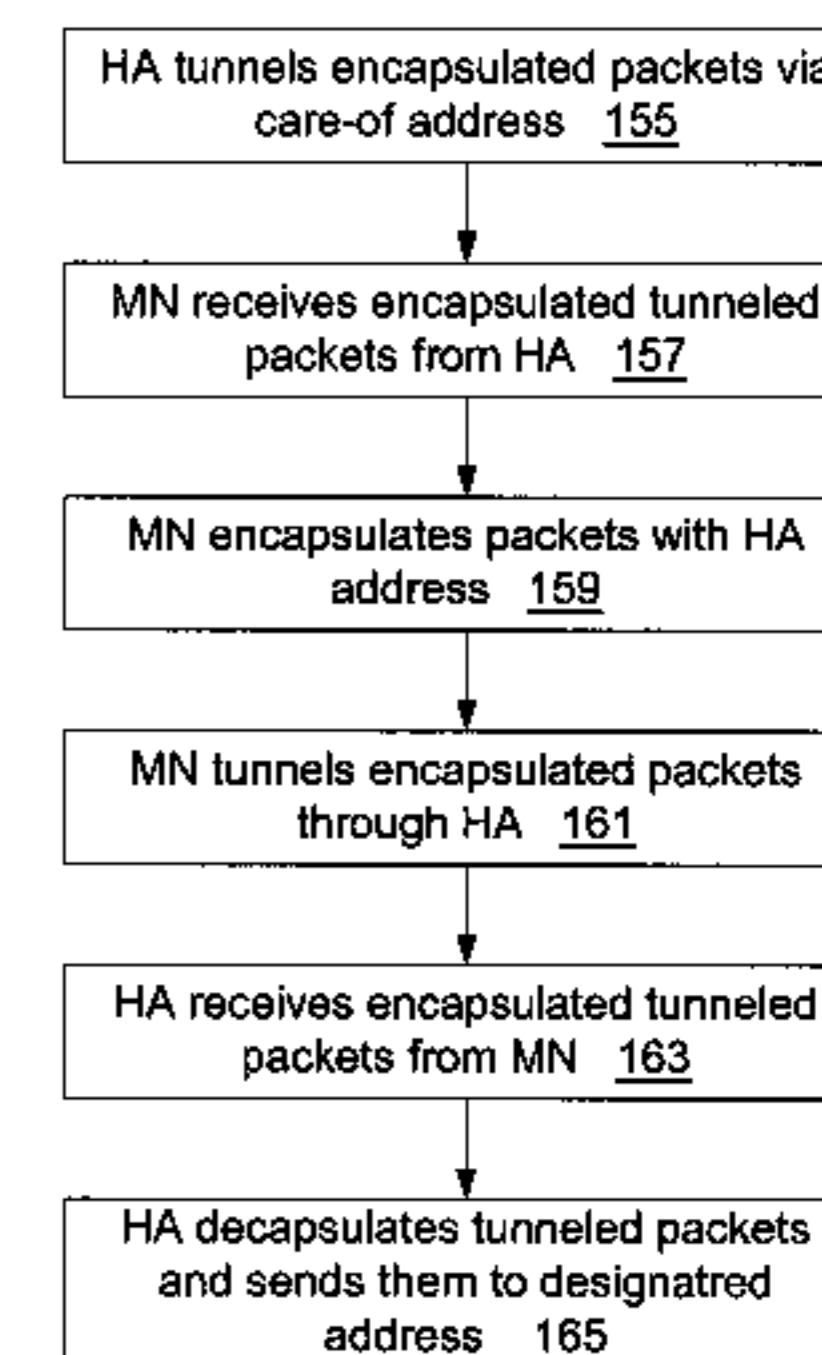 HA tunnels encapsulated packets via
care-of address 155
MN receives encapsulated tunneled
packets from HA 157
MN encapsulates packets with HA
address 159
MN tunnels encapsulated packets
through HA 161
HA receives encapsulated tunneled
packets from MN 163
HA decapsulates tunneled packets
and sends them to designatred
address 165